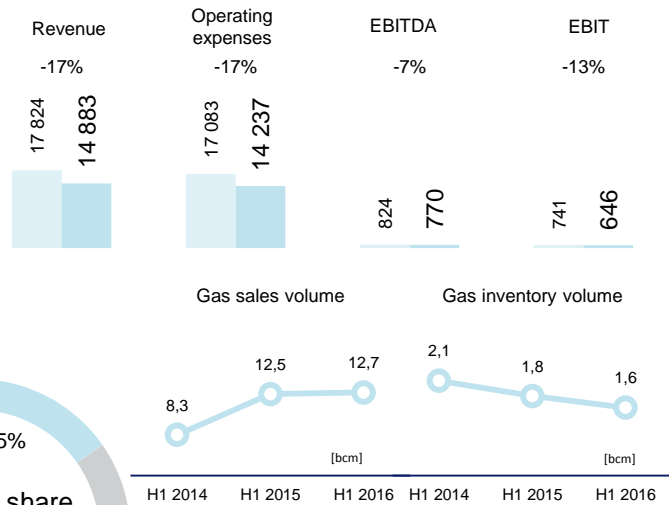 Revenue
Operating
expenses
EBITDA
EBIT
-17%
-17%
-7%
-13%
17 824
14 883
17 083
14 237
824
770
741
646
Gas sales volume
Gas inventory volume
8,3
12,5
12,7
2,1
1,8
1,6
[bcm]
[bcm]
H1 2014
H1 2015
H1 2016
H1 2014
H1 2015
H1 2016
5%
share